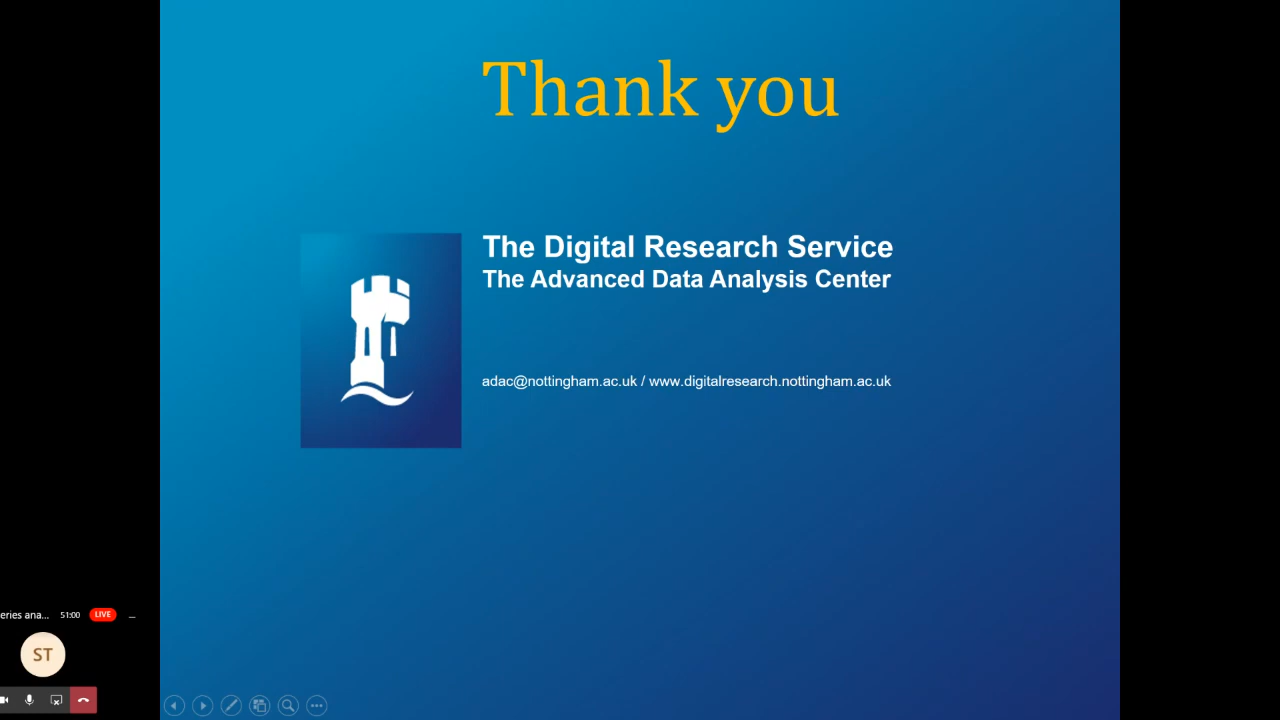 Thank you
The Digital Research Service
The Advanced Data Analysis Center
adac@nottingham.ac.uk / www.digitalresearch.nottingham.ac.uk
eries ana... 51:00 LIVE ...
ST